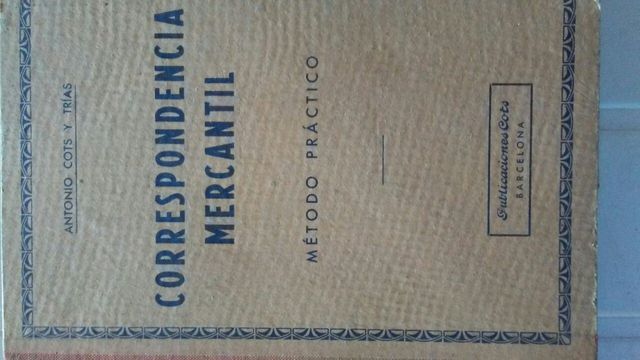 ANTONIO COTS Y TRÍAS
CORRESPONDENCIA
MERCANTIL
MÉTODO PRÁCTICO
Publicaciones Cots
BARCELONA